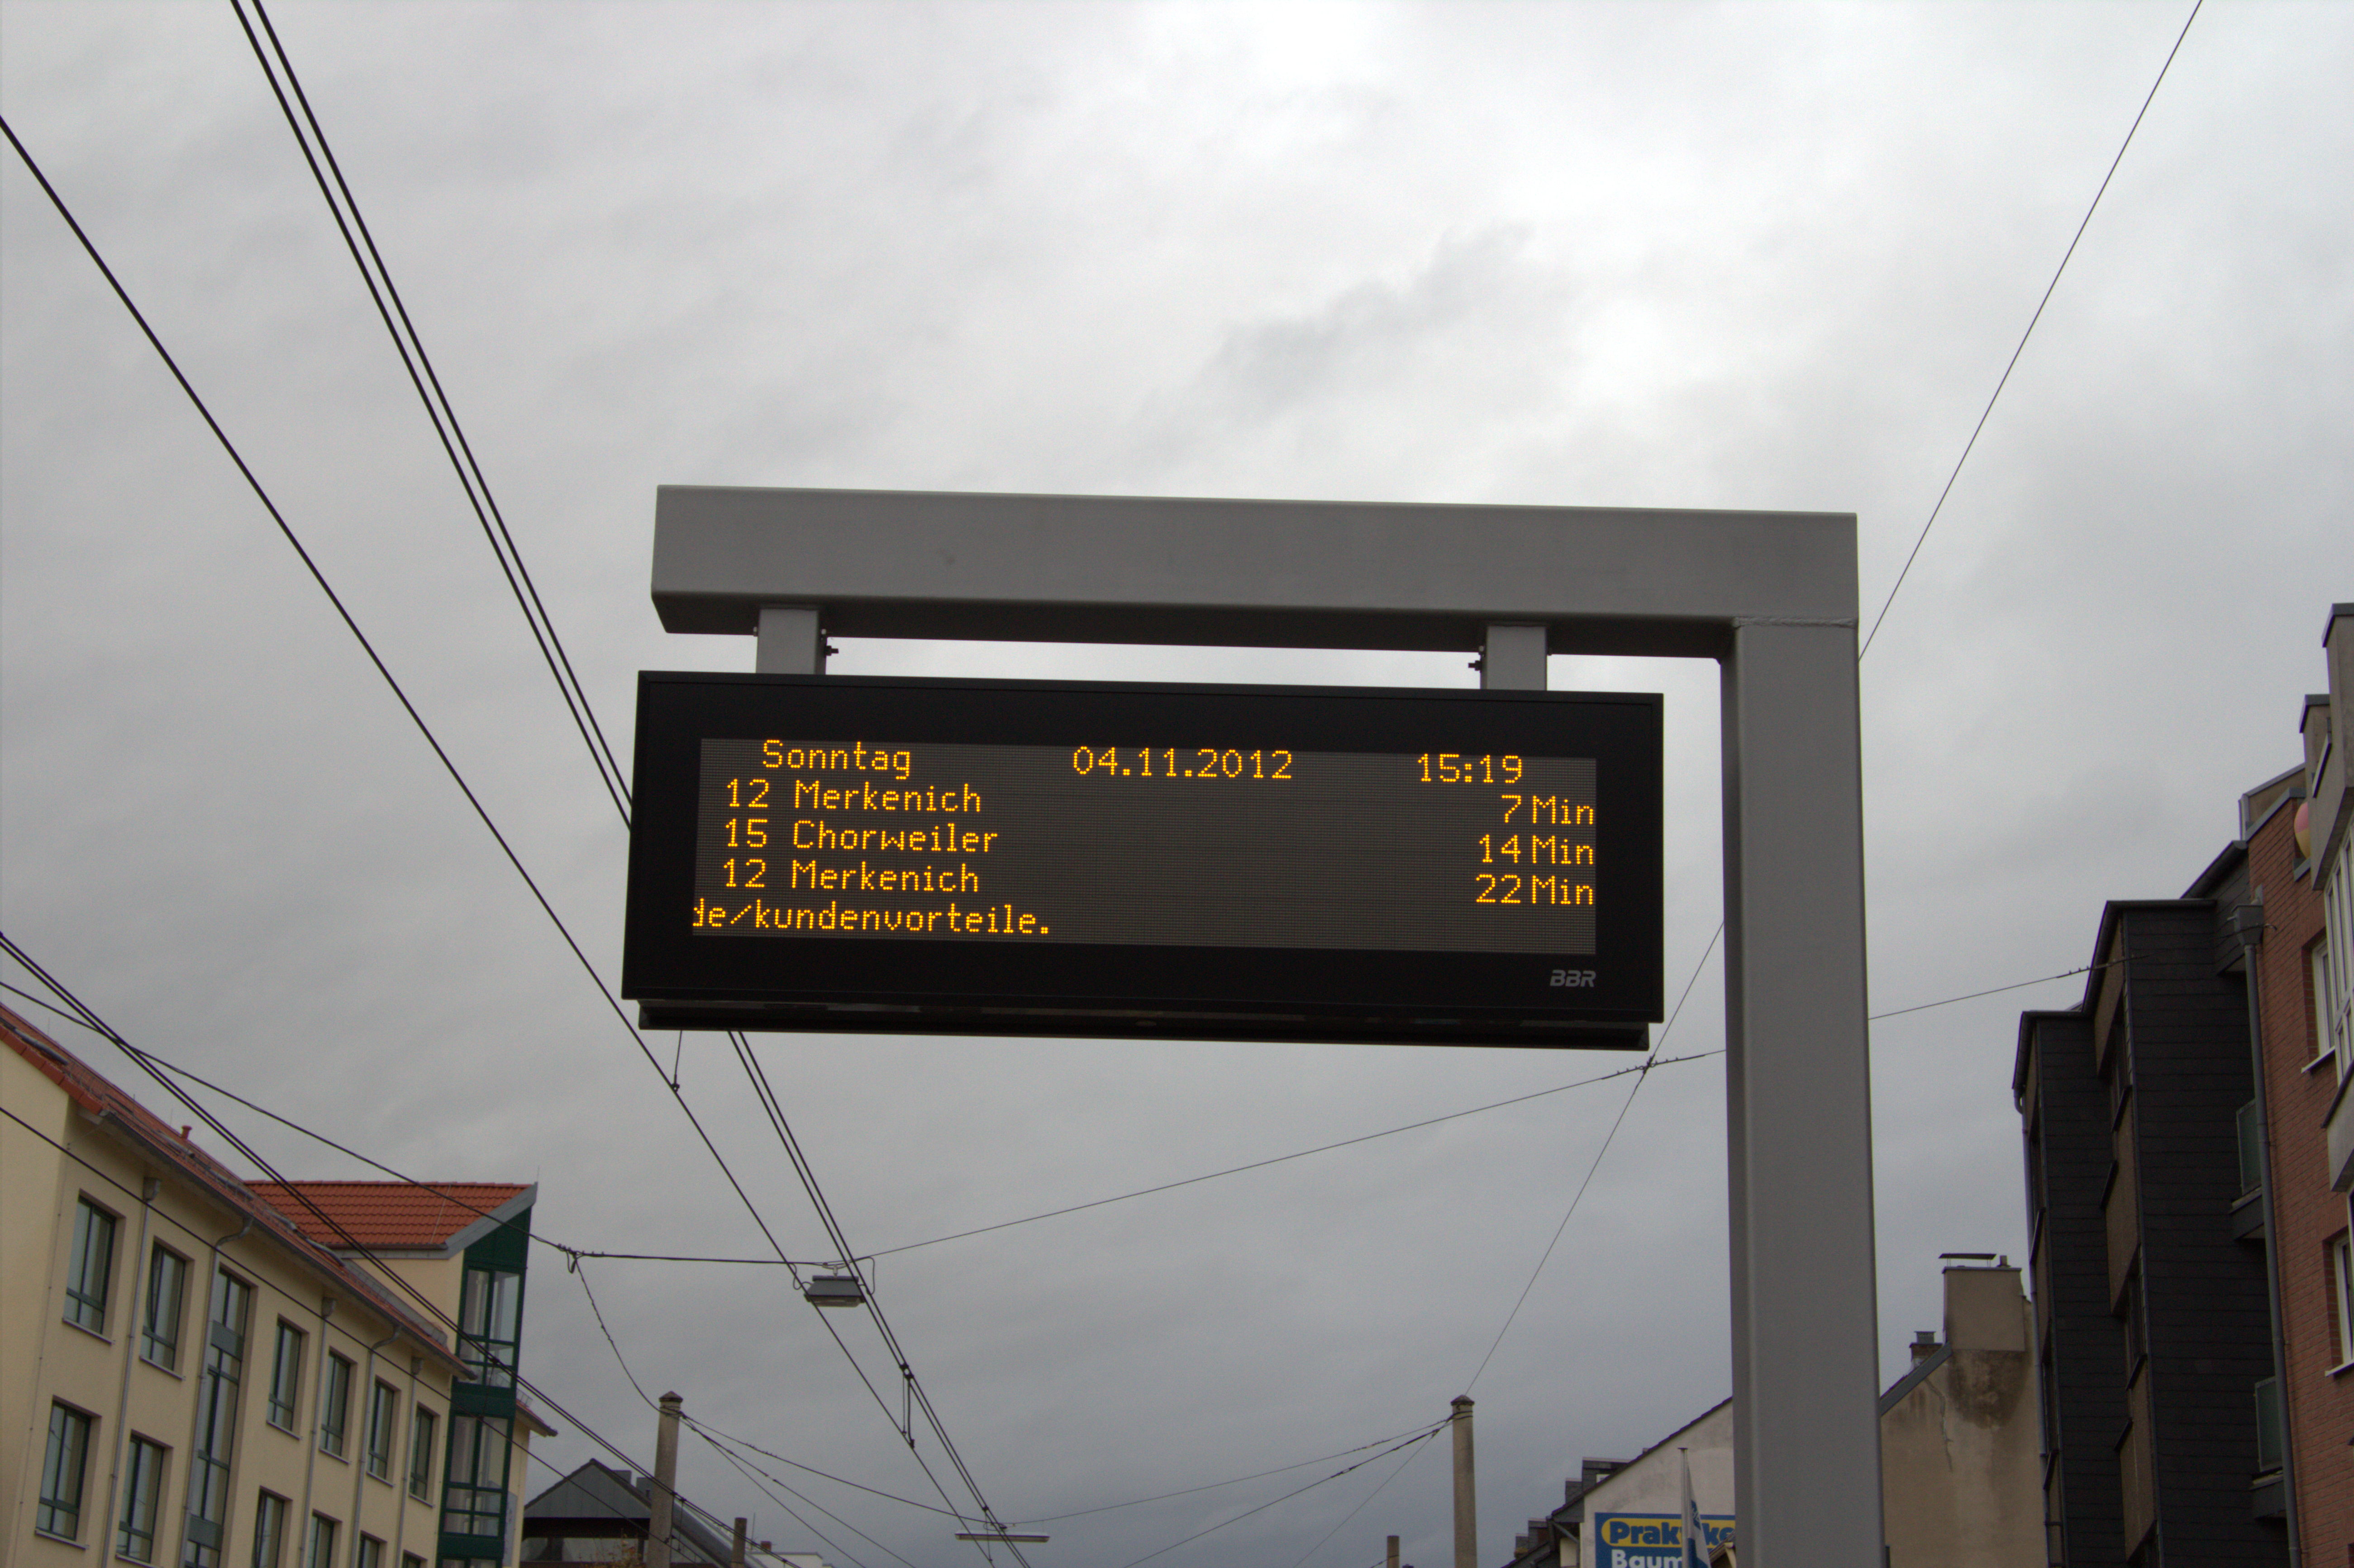 Sonntag 04.11.2012 15:19
12 Merkenich 7 Min
15 Chorweiler 14 Min
12 Merkenich 22 Min
de/kundenvorteile.
BBR